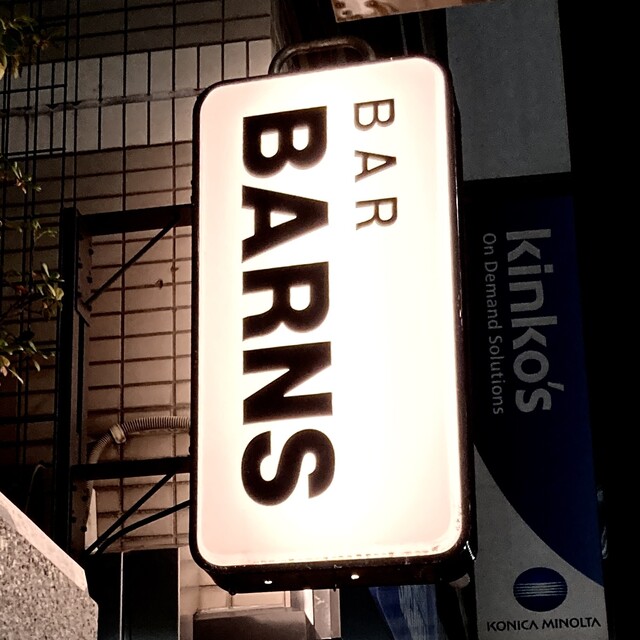 BAR
BARNS
kinko's
On Demand Solutions
KONICA MINOLTA